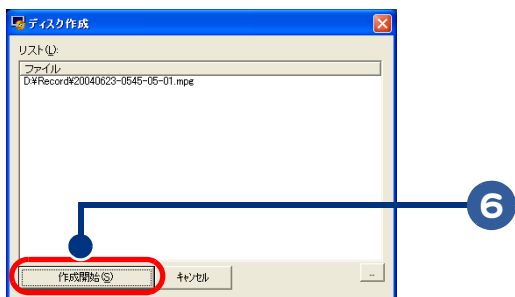 ディスク作成
リスト(L):
ファイル
D:¥Record¥20040623-0545-05-01.mpg
6
作成開始(S)
キャンセル
...